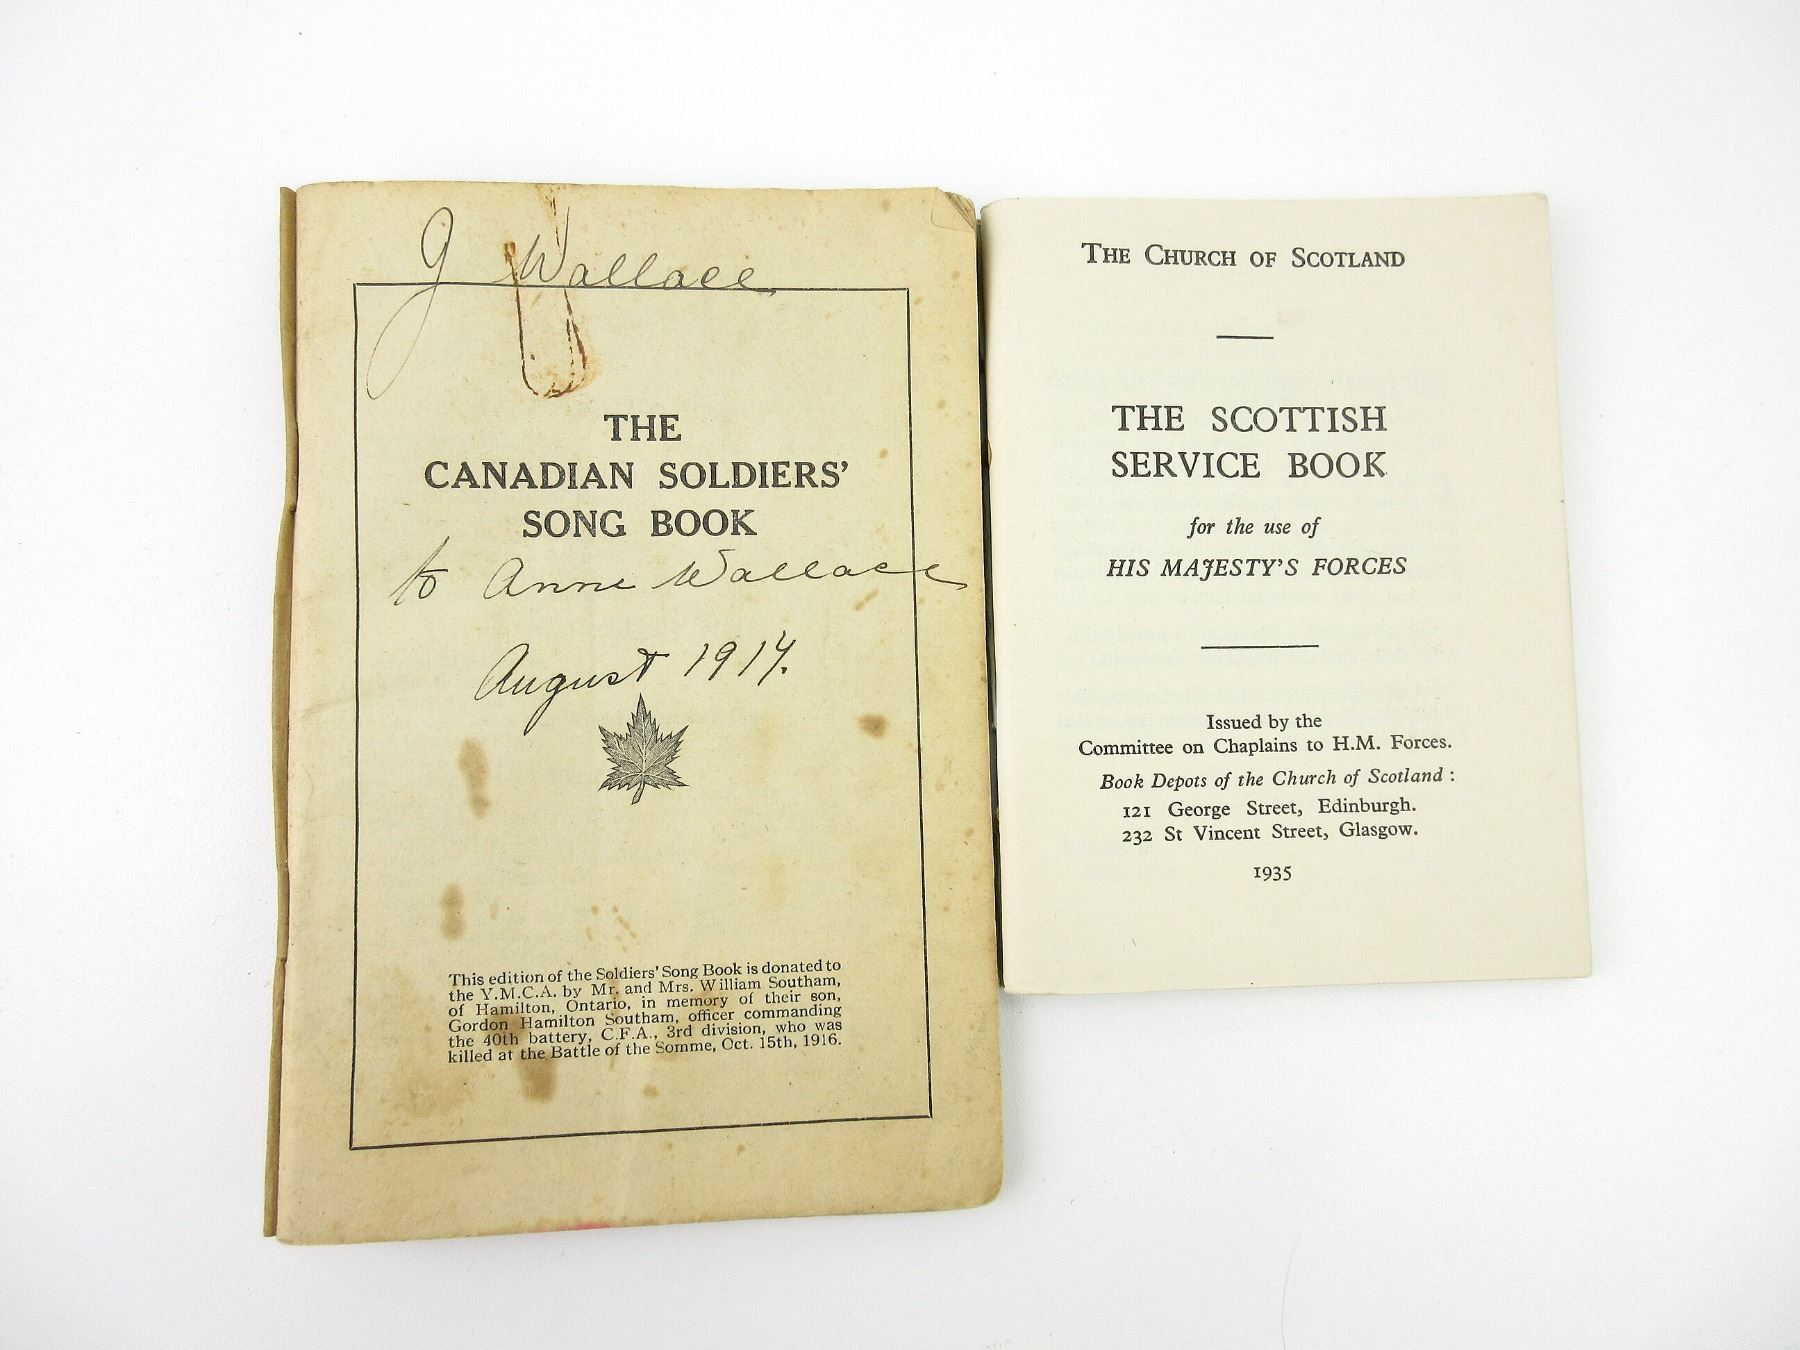 J Wallace
THE
CANADIAN SOLDIERS'
SONG BOOK
to Anne Wallace
August 1917.
This edition of the Soldiers' Song Book is donated to
the Y.M.C.A. by Mr. and Mrs. William Southam,
of Hamilton, Ontario, in memory of their son,
Gordon Hamilton Southam, officer commanding
the 40th battery, C.F.A., 3rd division, who was
killed at the Battle of the Somme, Oct. 15th, 1916.
THE CHURCH OF SCOTLAND
THE SCOTTISH
SERVICE BOOK
for the use of
HIS MAJESTY'S FORCES
Issued by the
Committee on Chaplains to H.M. Forces.
Book Depots of the Church of Scotland :
121 George Street, Edinburgh.
232 St Vincent Street, Glasgow.
1935